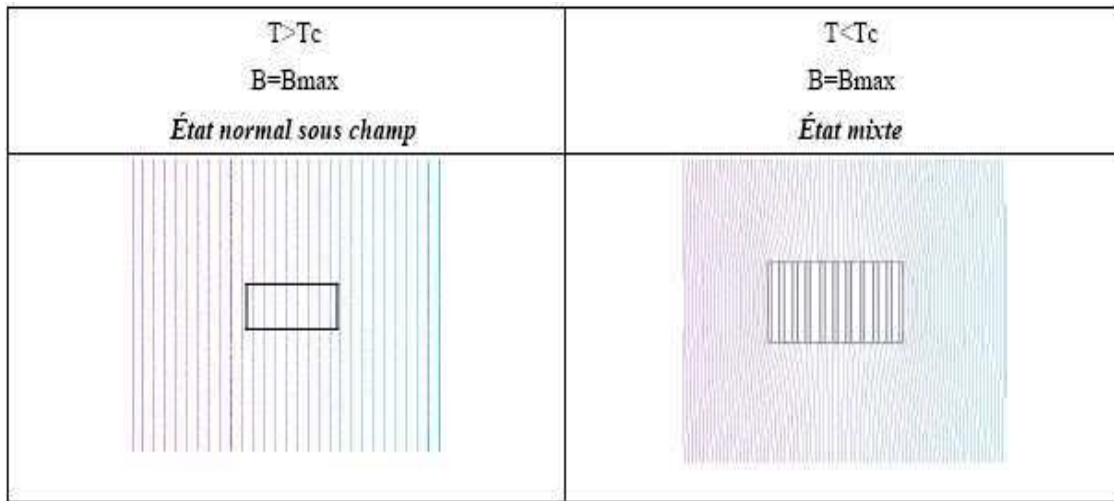 T>Tc
B=Bmax
État normal sous champ
T<Tc
B=Bmax
État mixte